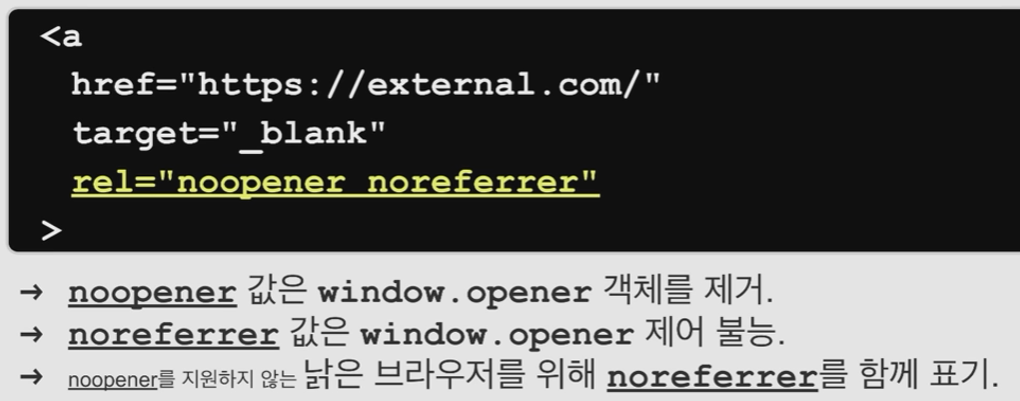 <a
href="https://external.com/"
target="_blank"
rel="noopener noreferrer"
>
→ noopener 값은 window.opener 객체를 제거.
→ noreferrer 값은 window.opener 제어 불능.
→ noopener를 지원하지 않는 낡은 브라우저를 위해 noreferrer를 함께 표기.